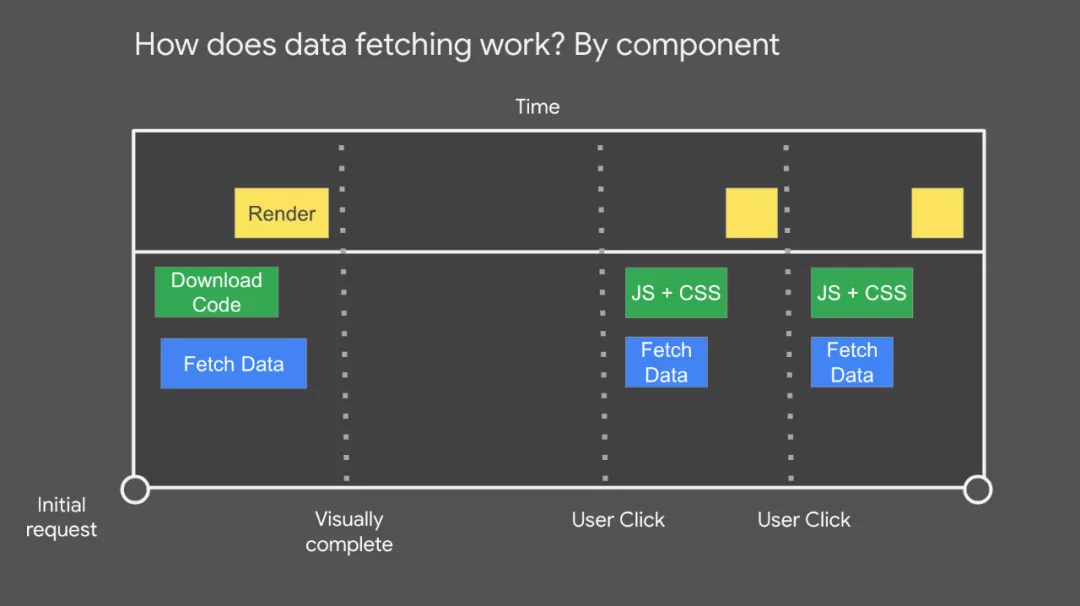 How does data fetching work? By component
Time
Render
Download
Code
JS + CSS
JS + CSS
Fetch Data
Fetch
Data
Fetch
Data
Initial
request
Visually
complete
User Click
User Click